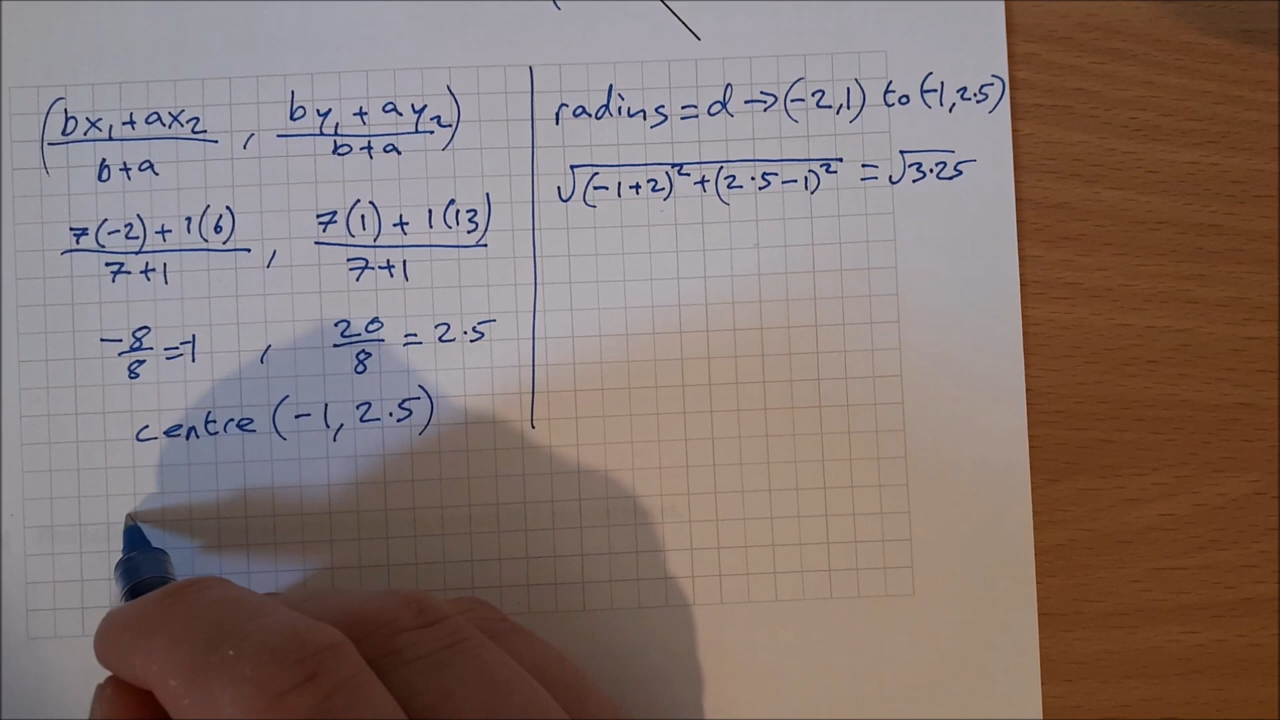 (bx₁+ax₂/b+a , by₁+ay₂/b+a)
7(-2)+1(6)/7+1 , 7(1)+1(13)/7+1
-8/8=-1 , 20/8=2.5
centre (-1, 2.5)
radius = d → (-2,1) to (-1, 2.5)
√(-1+2)²+(2.5-1)² = √3.25